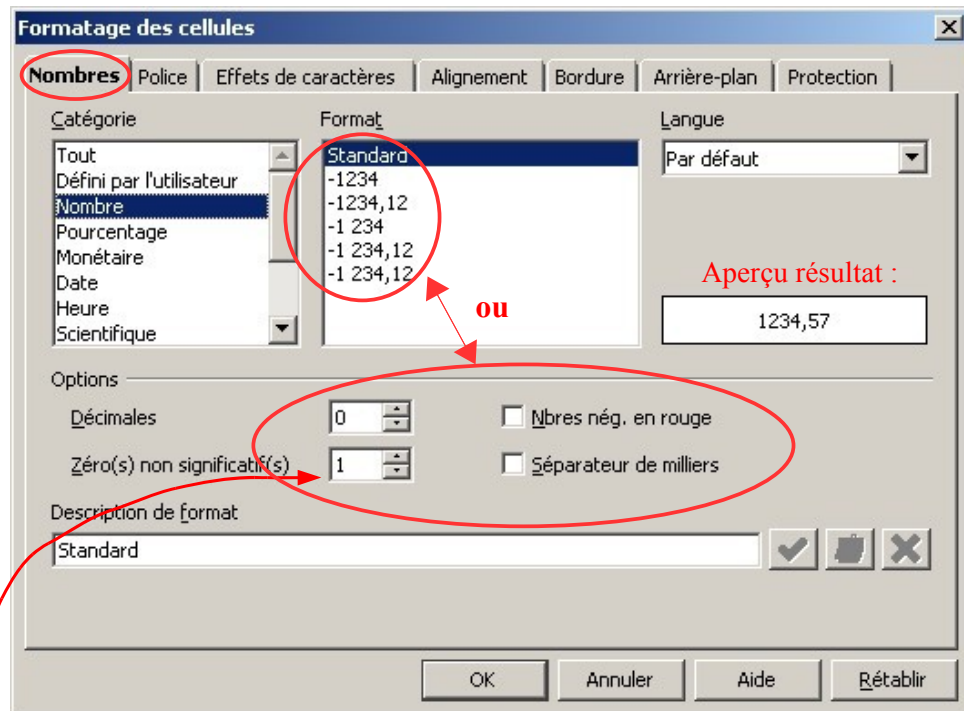 Formatage des cellules
Nombres Police Effets de caractères Alignement Bordure Arrière-plan Protection
Catégorie Format Langue
Tout
Défini par l'utilisateur
Nombre
Pourcentage
Monétaire
Date
Heure
Scientifique
Standard
-1234
-1234,12
-1 234
-1 234,12
-1 234,12
Par défaut
Aperçu résultat :
1234,57
ou
Options
Décimales 0 Nbres nég. en rouge
Zéro(s) non significatif(s) 1 Séparateur de milliers
Description de format
Standard
OK Annuler Aide Rétablir